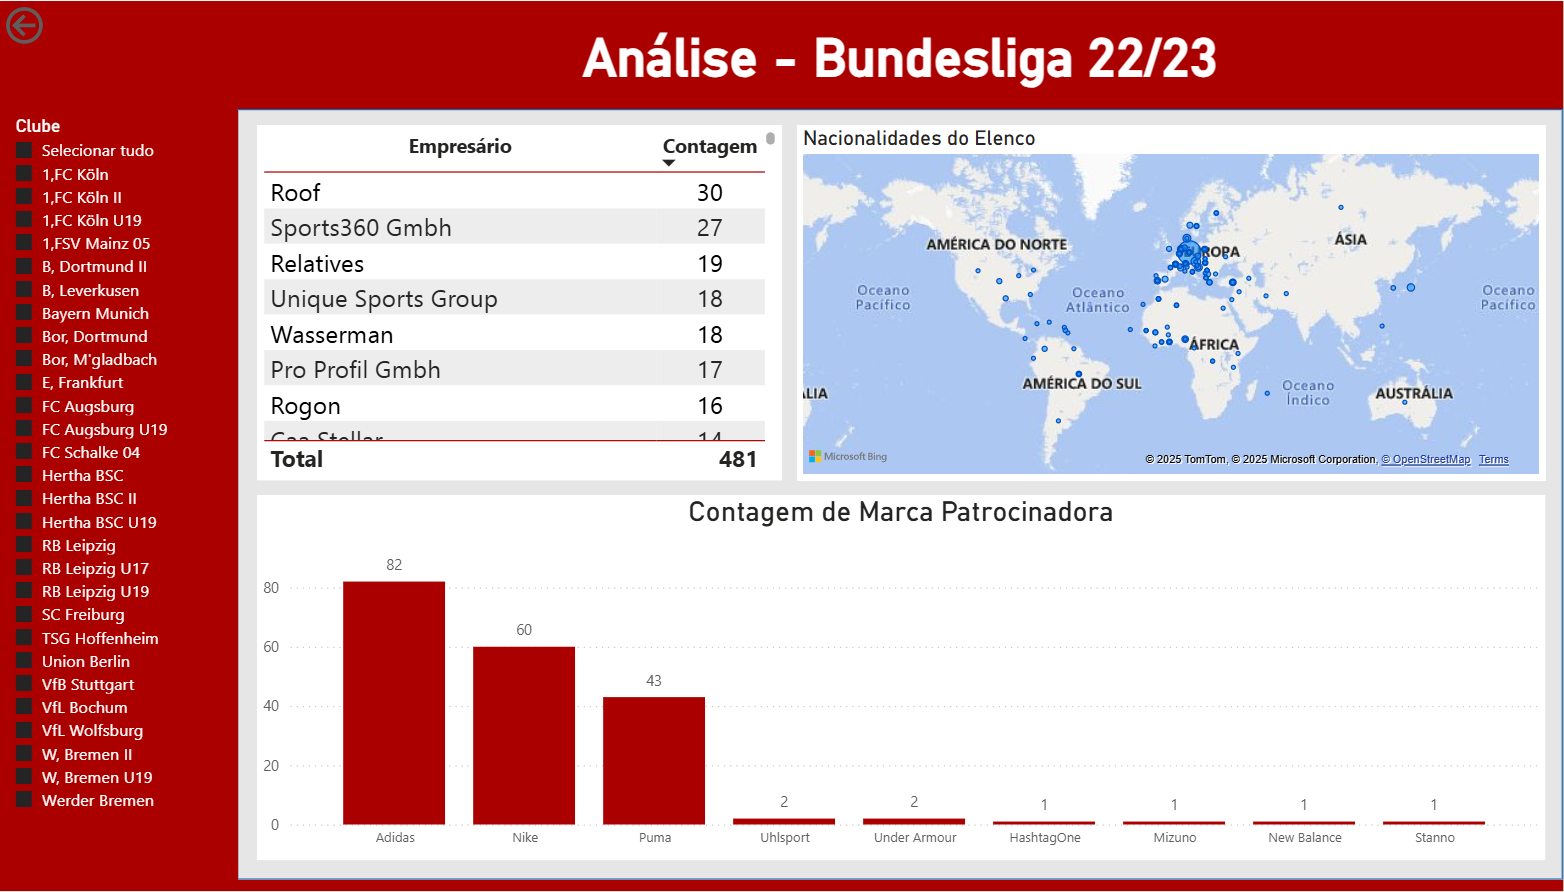 Análise - Bundesliga 22/23
Clube
Selecionar tudo
1,FC Köln
1,FC Köln II
1,FC Köln U19
1,FSV Mainz 05
B, Dortmund II
B, Leverkusen
Bayern Munich
Bor, Dortmund
Bor, M'gladbach
E, Frankfurt
FC Augsburg
FC Augsburg U19
FC Schalke 04
Hertha BSC
Hertha BSC II
Hertha BSC U19
RB Leipzig
RB Leipzig U17
RB Leipzig U19
SC Freiburg
TSG Hoffenheim
Union Berlin
VfB Stuttgart
VfL Bochum
VfL Wolfsburg
W, Bremen II
W, Bremen U19
Werder Bremen
Empresário Contagem
Roof 30
Sports360 Gmbh 27
Relatives 19
Unique Sports Group 18
Wasserman 18
Pro Profil Gmbh 17
Rogon 16
Caa Stellar 14
Total 481
Nacionalidades do Elenco
AMÉRICA DO NORTE
EUROPA
ÁSIA
Oceano
Pacífico
Oceano
Atlântico
Oceano
Pacífico
ÁFRICA
AMÉRICA DO SUL
Oceano
Índico
LIA
AUSTRÁLIA
Microsoft Bing
© 2025 TomTom, © 2025 Microsoft Corporation, © OpenStreetMap Terms
Contagem de Marca Patrocinadora
80
60
40
20
0
82
60
43
2
2
1
1
1
1
Adidas
Nike
Puma
Uhlsport
Under Armour
HashtagOne
Mizuno
New Balance
Stanno